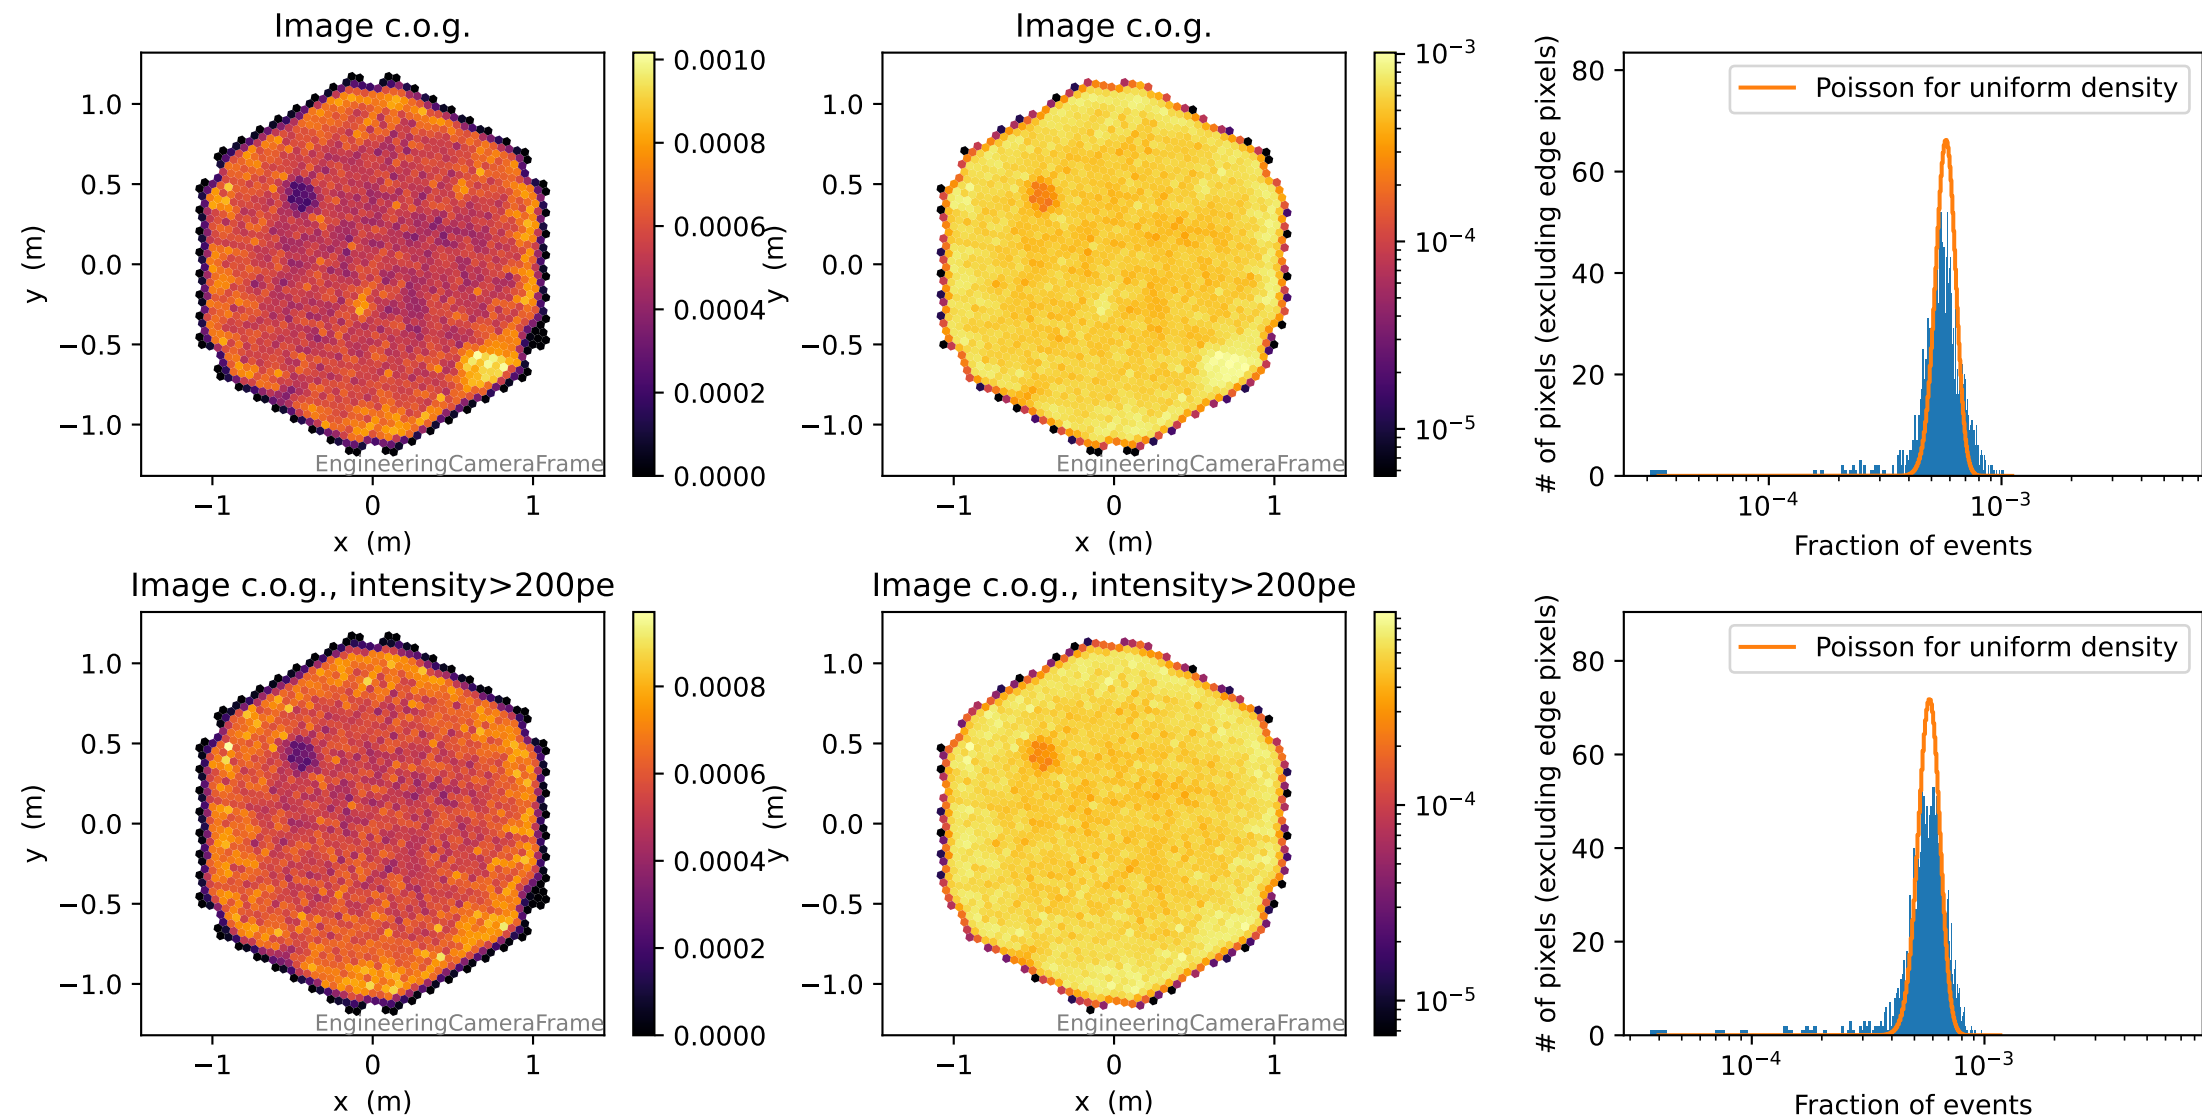 Image c.o.g.
1.0
0.5
0.0
−0.5
−1.0
y (m)
−1
0
1
x (m)
EngineeringCameraFrame
0.0010
0.0008
0.0006
0.0004
0.0002
0.0000
Image c.o.g.
1.0
0.5
0.0
−0.5
−1.0
y (m)
−1
0
1
x (m)
EngineeringCameraFrame
10⁻³
10⁻⁴
10⁻⁵
80
60
40
20
0
# of pixels (excluding edge pixels)
Poisson for uniform density
10⁻⁴
10⁻³
Fraction of events
Image c.o.g., intensity>200pe
1.0
0.5
0.0
−0.5
−1.0
y (m)
−1
0
1
x (m)
EngineeringCameraFrame
0.0008
0.0006
0.0004
0.0002
0.0000
Image c.o.g., intensity>200pe
1.0
0.5
0.0
−0.5
−1.0
y (m)
−1
0
1
x (m)
EngineeringCameraFrame
10⁻⁴
10⁻⁵
80
60
40
20
0
# of pixels (excluding edge pixels)
Poisson for uniform density
10⁻⁴
10⁻³
Fraction of events